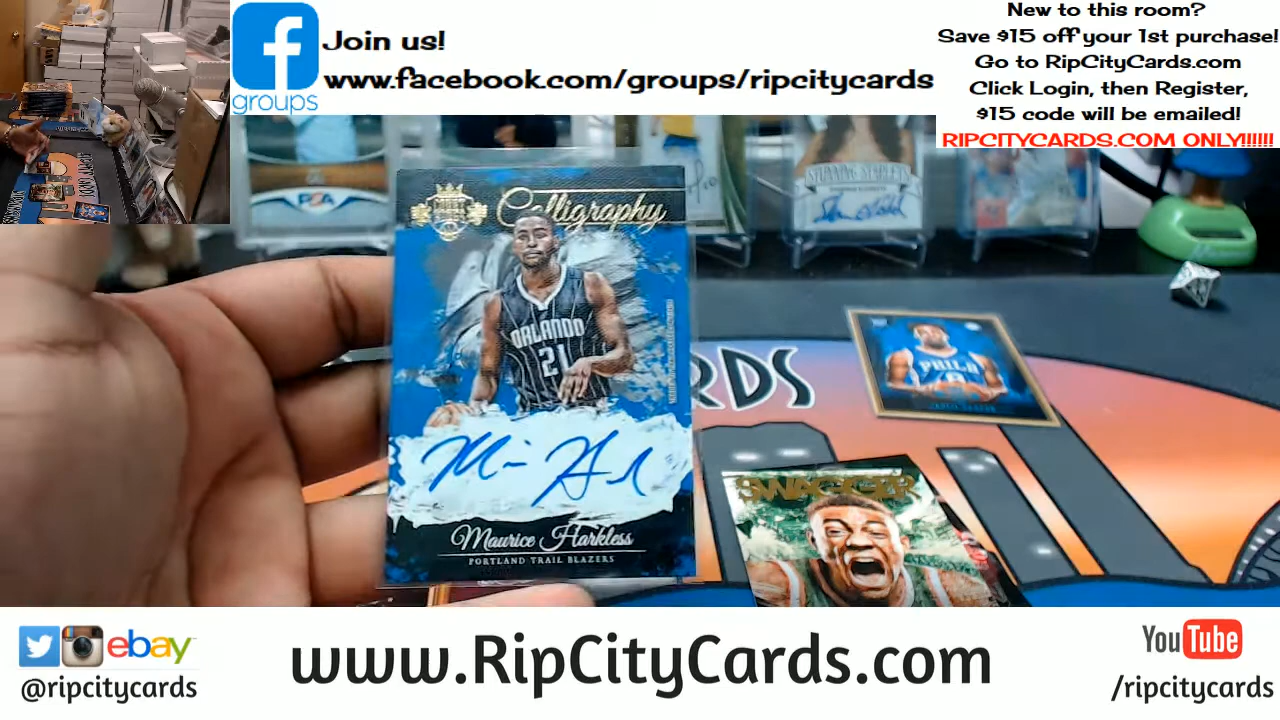 groups
Join us!
www.facebook.com/groups/ripcitycards
New to this room?
Save $15 off your 1st purchase!
Go to RipCityCards.com
Click Login, then Register,
$15 code will be emailed!
RIPCITYCARDS.COM ONLY!!!!!!
PSA
Calligraphy
ORLANDO
21
Maurice Harkless
PORTLAND TRAIL BLAZERS
RDS
PHILA
SWAGGER
ebay
@ripcitycards
www.RipCityCards.com
YouTube
/ripcitycards